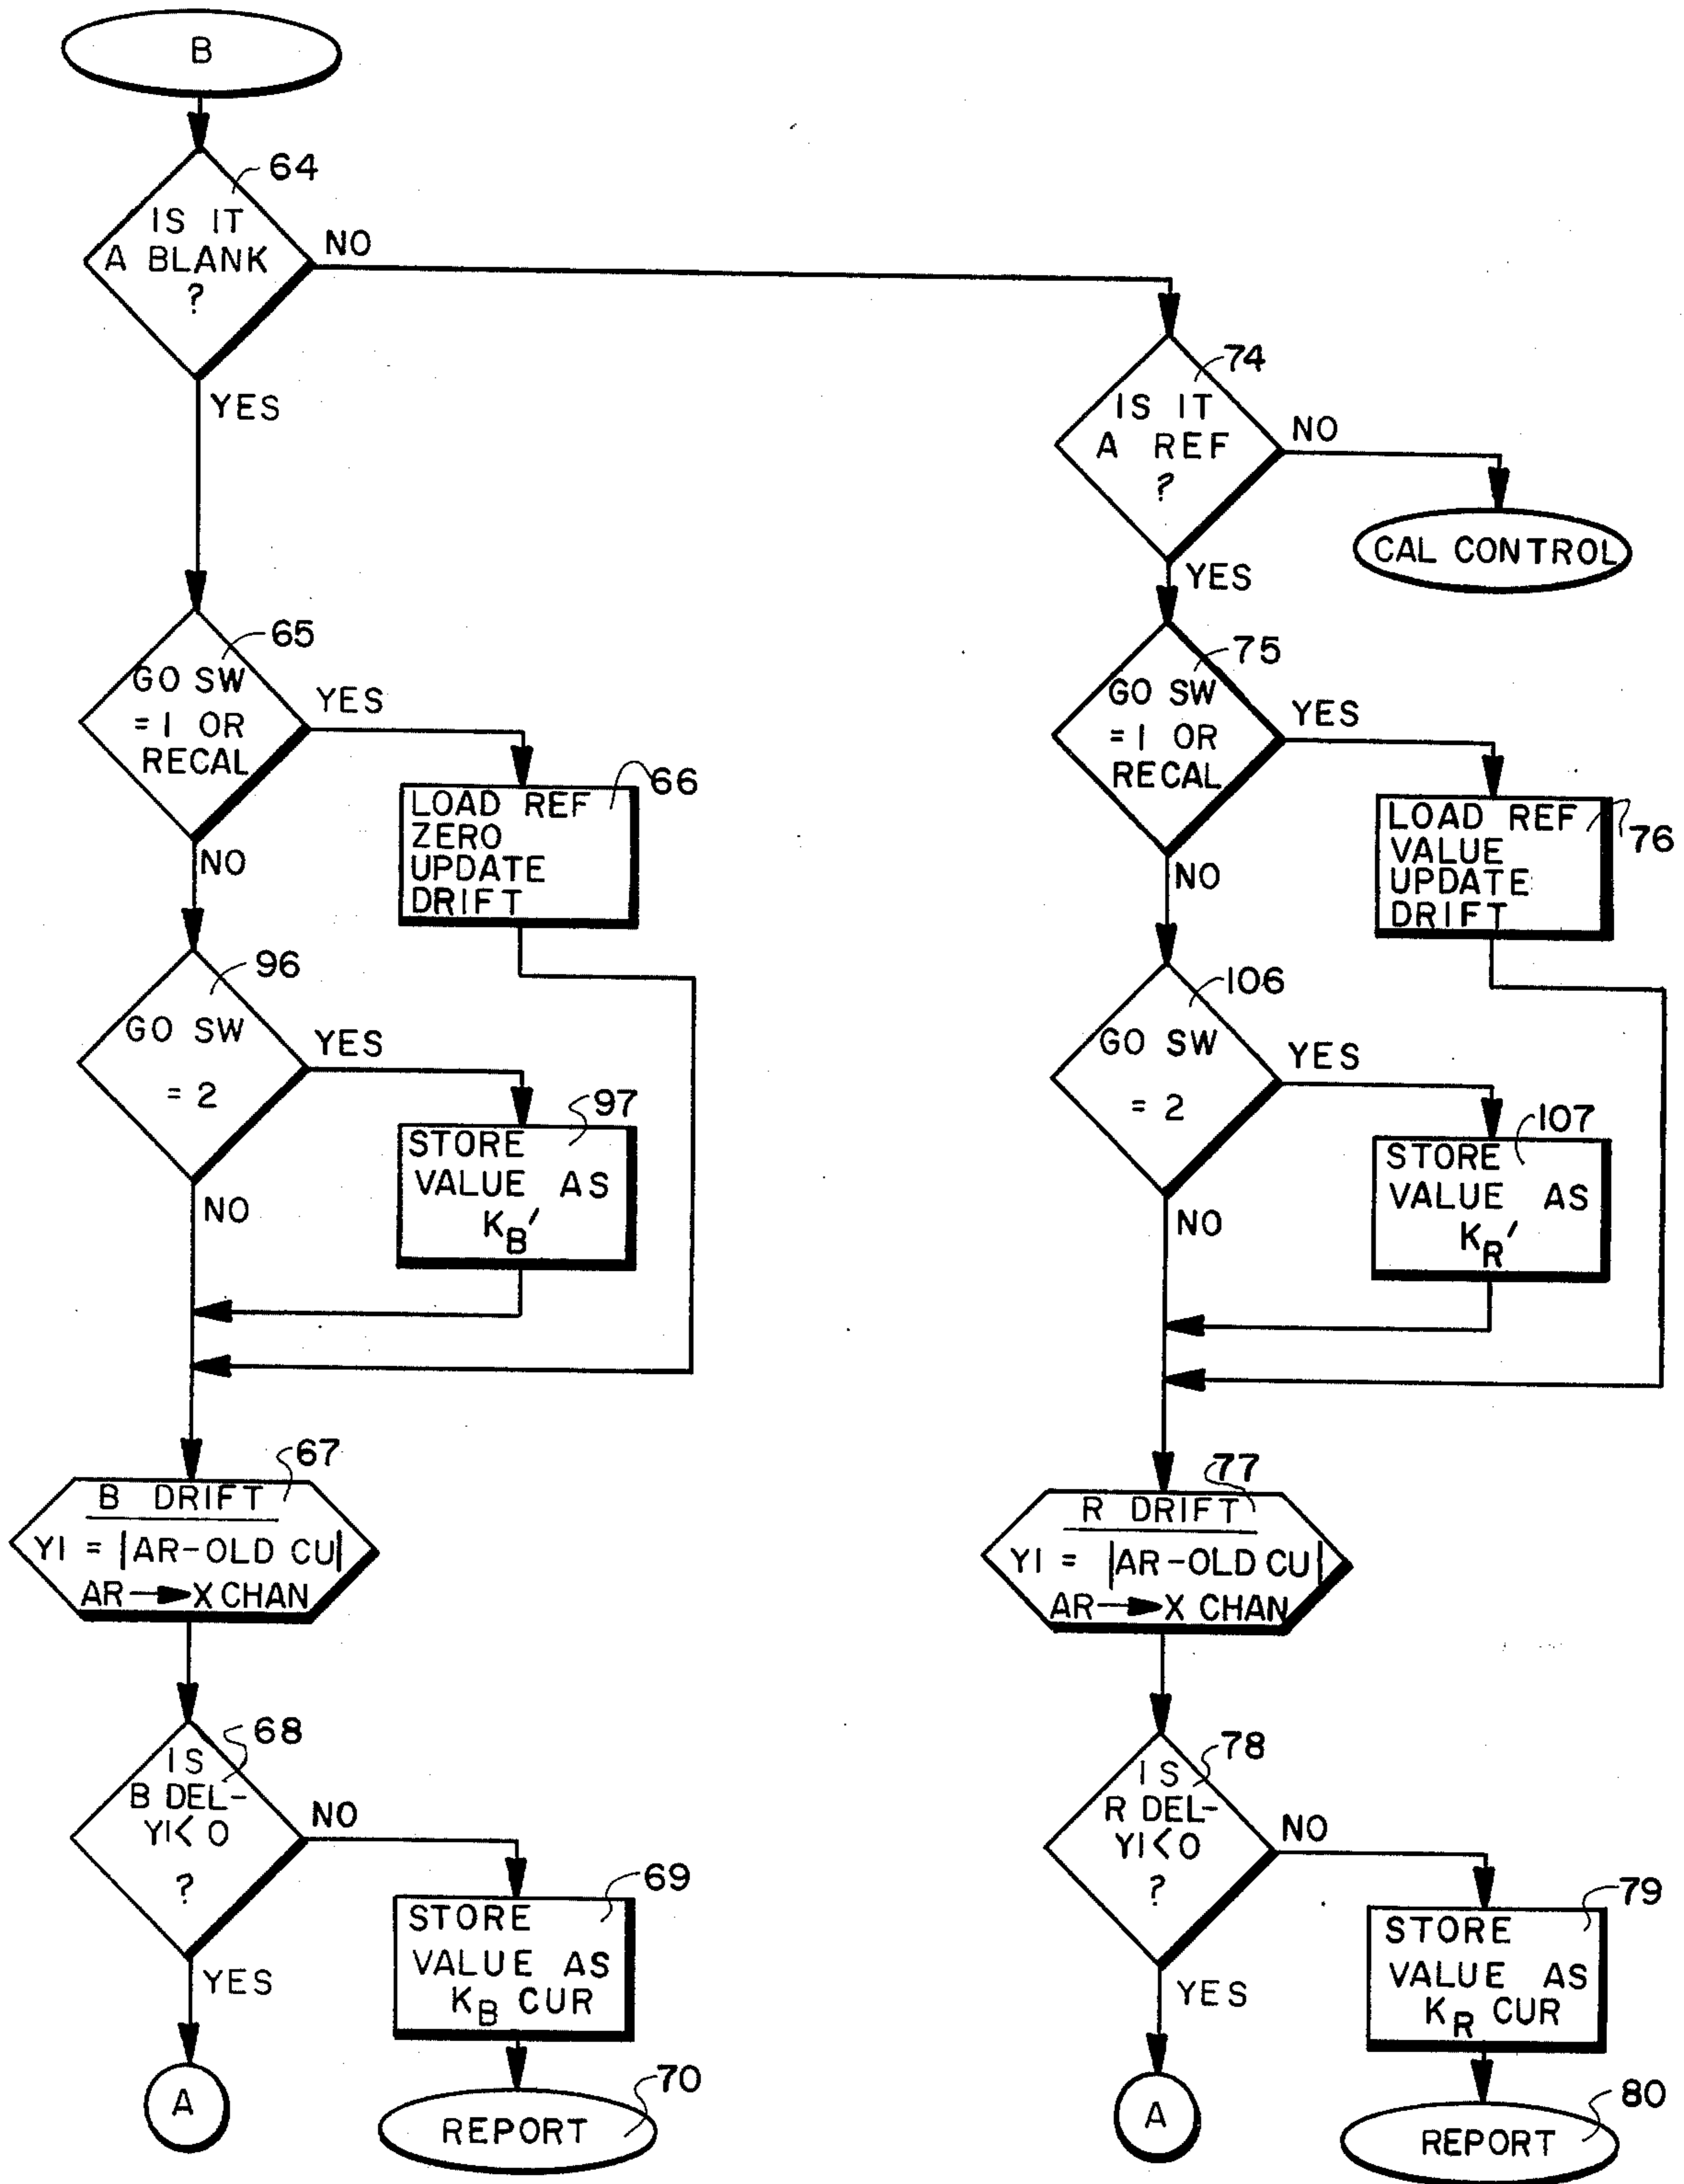 B
64
IS IT
A BLANK
?
NO
YES
74
IS IT
A REF
?
NO
CAL CONTROL
YES
65
GO SW
= 1 OR
RECAL
YES
NO
66
LOAD REF
ZERO
UPDATE
DRIFT
75
GO SW
= 1 OR
RECAL
YES
NO
76
LOAD REF
VALUE
UPDATE
DRIFT
96
GO SW
= 2
YES
NO
97
STORE
VALUE AS
KB'
106
GO SW
= 2
YES
NO
107
STORE
VALUE AS
KR'
67
B DRIFT
Y1 = |AR-OLD CU|
AR → X CHAN
77
R DRIFT
Y1 = |AR-OLD CU|
AR → X CHAN
68
IS
B DEL-
Y1< 0
?
NO
YES
69
STORE
VALUE AS
KB CUR
78
IS
R DEL-
Y1<0
?
NO
YES
79
STORE
VALUE AS
KR CUR
A
70
REPORT
A
80
REPORT